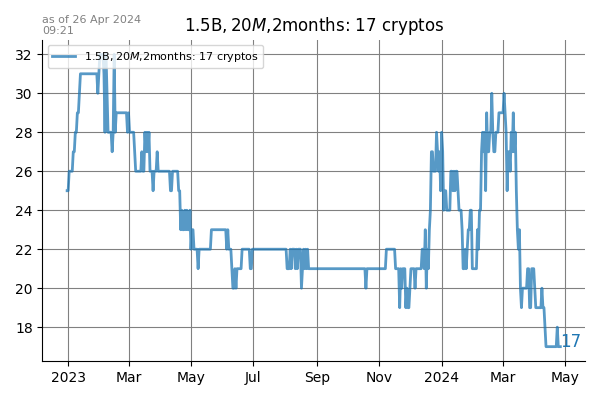 as of 26 Apr 2024
09:21
1.5B, 20M,2months: 17 cryptos
1.5B, 20M,2months: 17 cryptos
32
30
28
26
24
22
20
18
17
2023 Mar May Jul Sep Nov 2024 Mar May